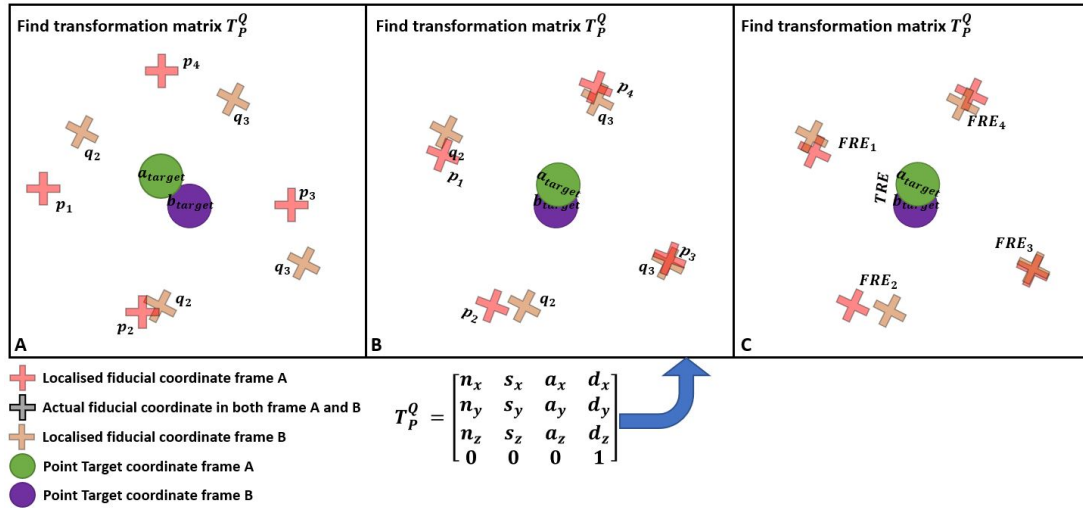 Find transformation matrix T_P^Q
p₄
q₃
q₂
a_target
b_target
p₁
p₃
q₃
q₂
p₂
A
Find transformation matrix T_P^Q
p₄
q₃
q₂
p₁
a_target
b_target
p₃
q₃
q₂
p₂
B
Find transformation matrix T_P^Q
FRE₄
FRE₁
a_target
TRE
b_target
FRE₃
FRE₂
C
Localised fiducial coordinate frame A
Actual fiducial coordinate in both frame A and B
Localised fiducial coordinate frame B
Point Target coordinate frame A
Point Target coordinate frame B
T_P^Q =
n_x s_x a_x d_x
n_y s_y a_y d_y
n_z s_z a_z d_z
0 0 0 1